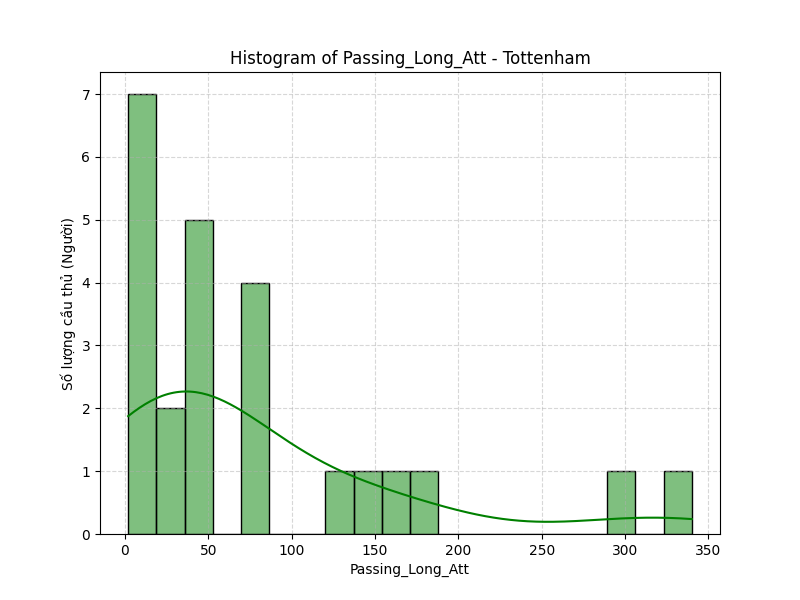 Histogram of Passing_Long_Att - Tottenham
7
6
5
4
3
2
1
0
Số lượng cầu thủ (Người)
0 50 100 150 200 250 300 350
Passing_Long_Att